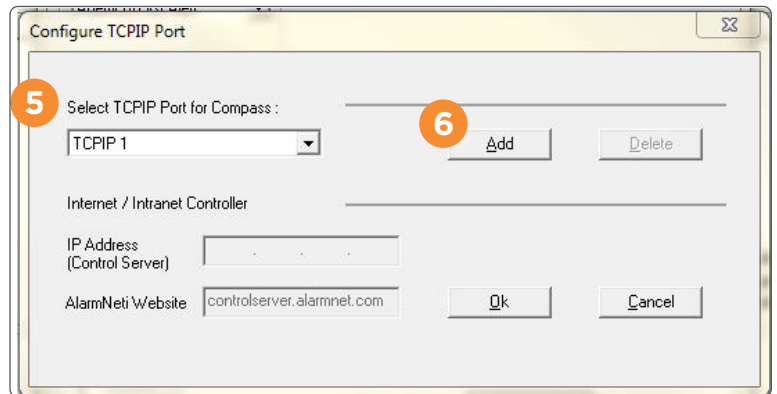 Configure TCPIP Port
5
Select TCPIP Port for Compass :
6
TCPIP 1
Add
Delete
Internet / Intranet Controller
IP Address
(Control Server)
. . .
AlarmNeti Website
controlserver.alarmnet.com
Ok
Cancel